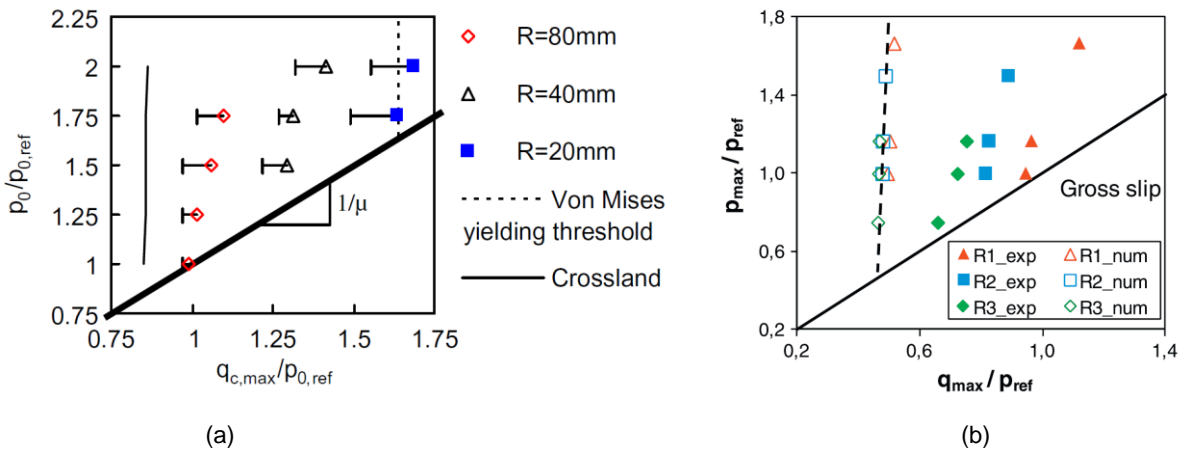 2.25
2
1.75
1.5
1.25
1
0.75
p0/p0,ref
0.75 1 1.25 1.5 1.75
qc,max/p0,ref
1/μ
R=80mm
R=40mm
R=20mm
Von Mises
yielding threshold
Crossland
(a)
1,8
1,4
1,0
0,6
0,2
pmax / pref
0,2 0,6 1,0 1,4
qmax / pref
Gross slip
R1_exp R1_num
R2_exp R2_num
R3_exp R3_num
(b)